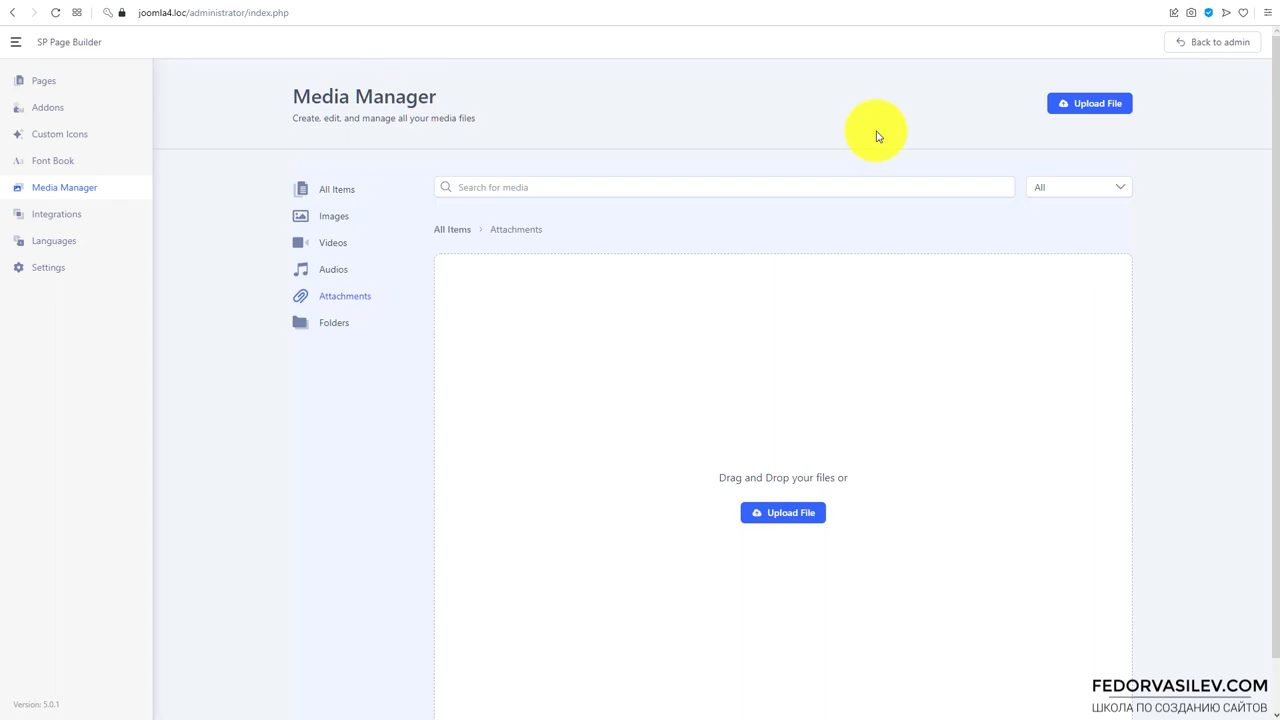 joomla4.loc/administrator/index.php
SP Page Builder
Back to admin
Pages
Addons
Custom Icons
Font Book
Media Manager
Integrations
Languages
Settings
Version: 5.0.1
Media Manager
Create, edit, and manage all your media files
Upload File
All Items
Images
Videos
Audios
Attachments
Folders
Search for media
All
All Items > Attachments
Drag and Drop your files or
Upload File
FEDORVASILEV.COM
ШКОЛА ПО СОЗДАНИЮ САЙТОВ